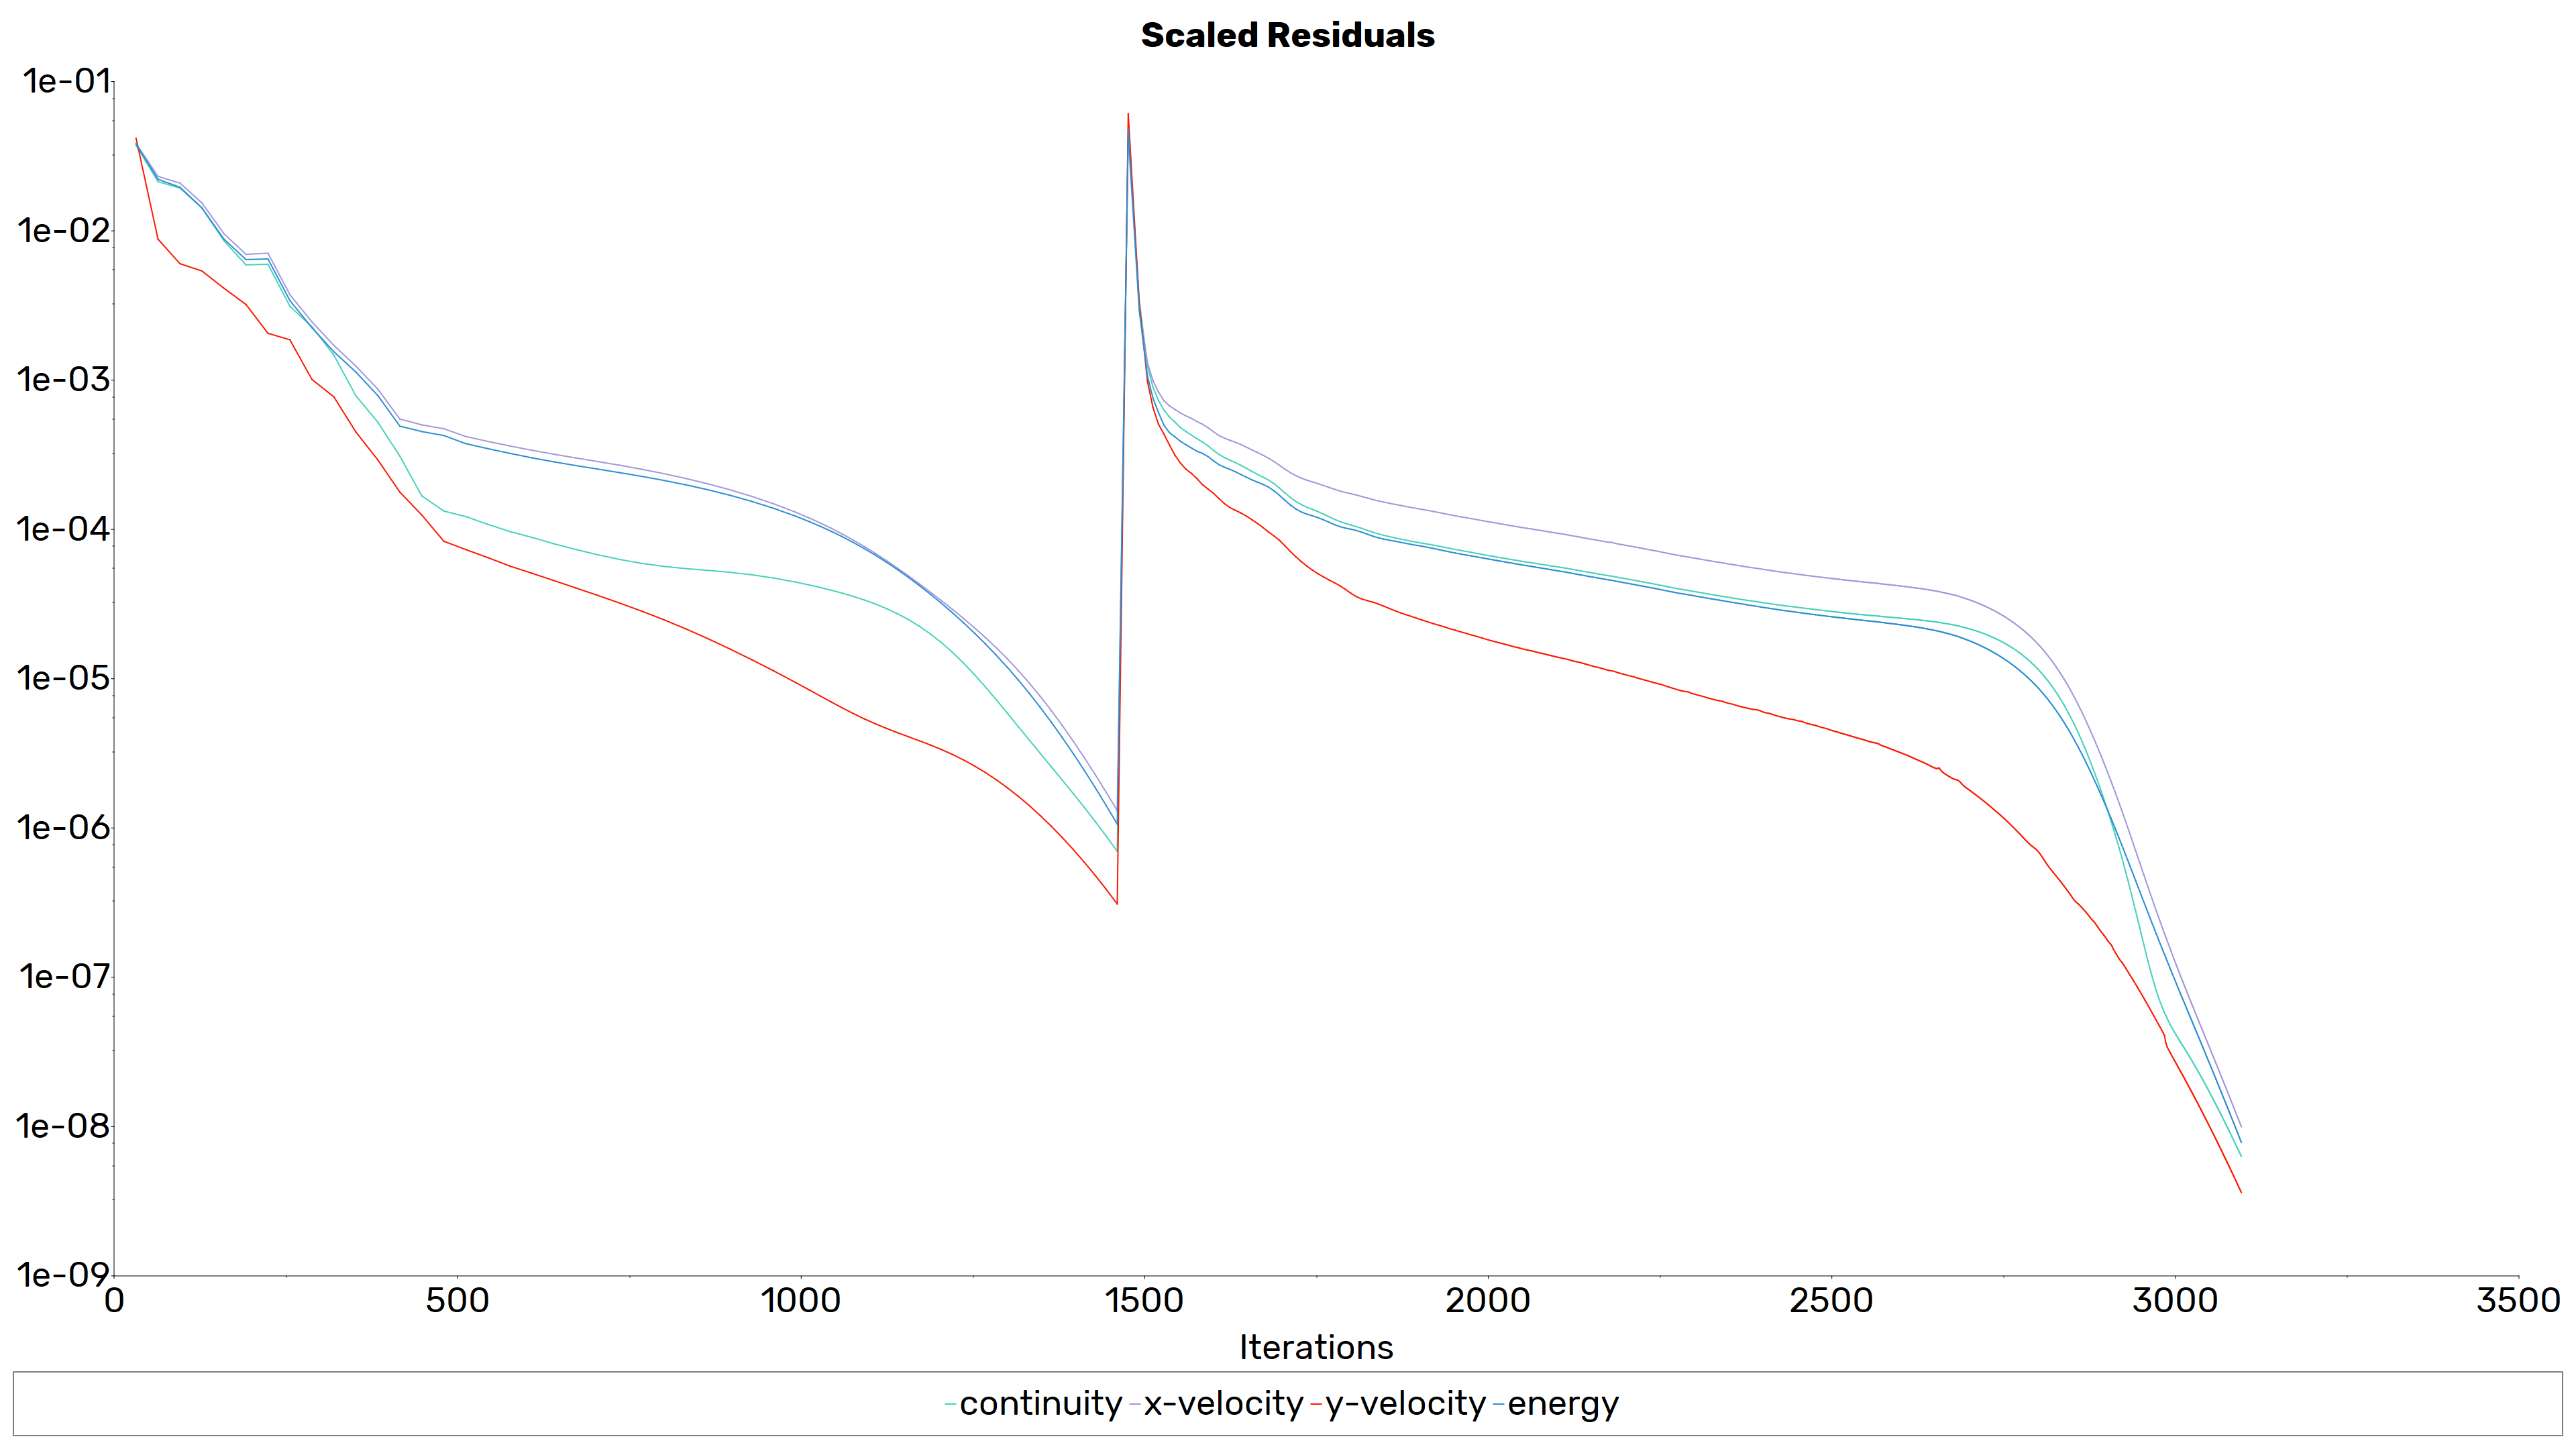 Scaled Residuals
1e-01
1e-02
1e-03
1e-04
1e-05
1e-06
1e-07
1e-08
1e-09
0 500 1000 1500 2000 2500 3000 3500
Iterations
continuity x-velocity y-velocity energy